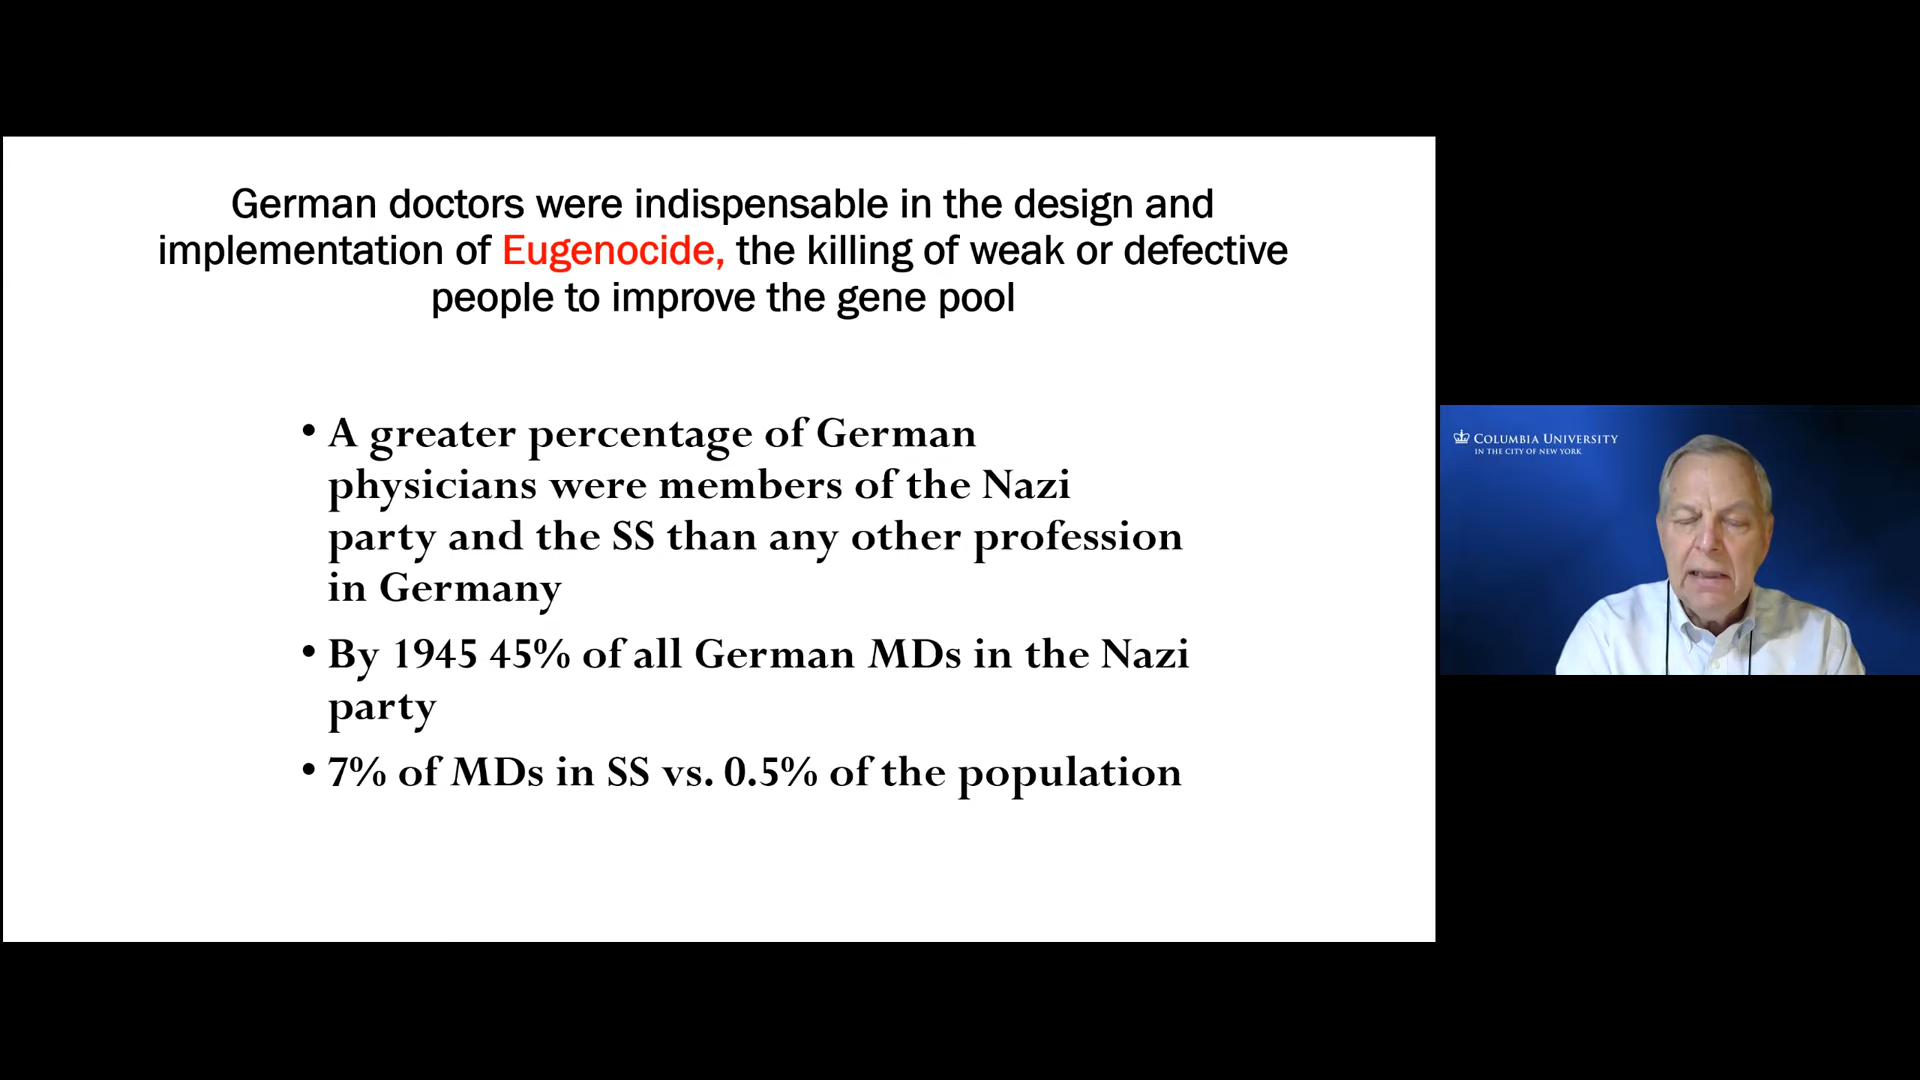 German doctors were indispensable in the design and
implementation of Eugenocide, the killing of weak or defective
people to improve the gene pool
• A greater percentage of German
physicians were members of the Nazi
party and the SS than any other profession
in Germany
• By 1945 45% of all German MDs in the Nazi
party
• 7% of MDs in SS vs. 0.5% of the population
COLUMBIA UNIVERSITY
IN THE CITY OF NEW YORK